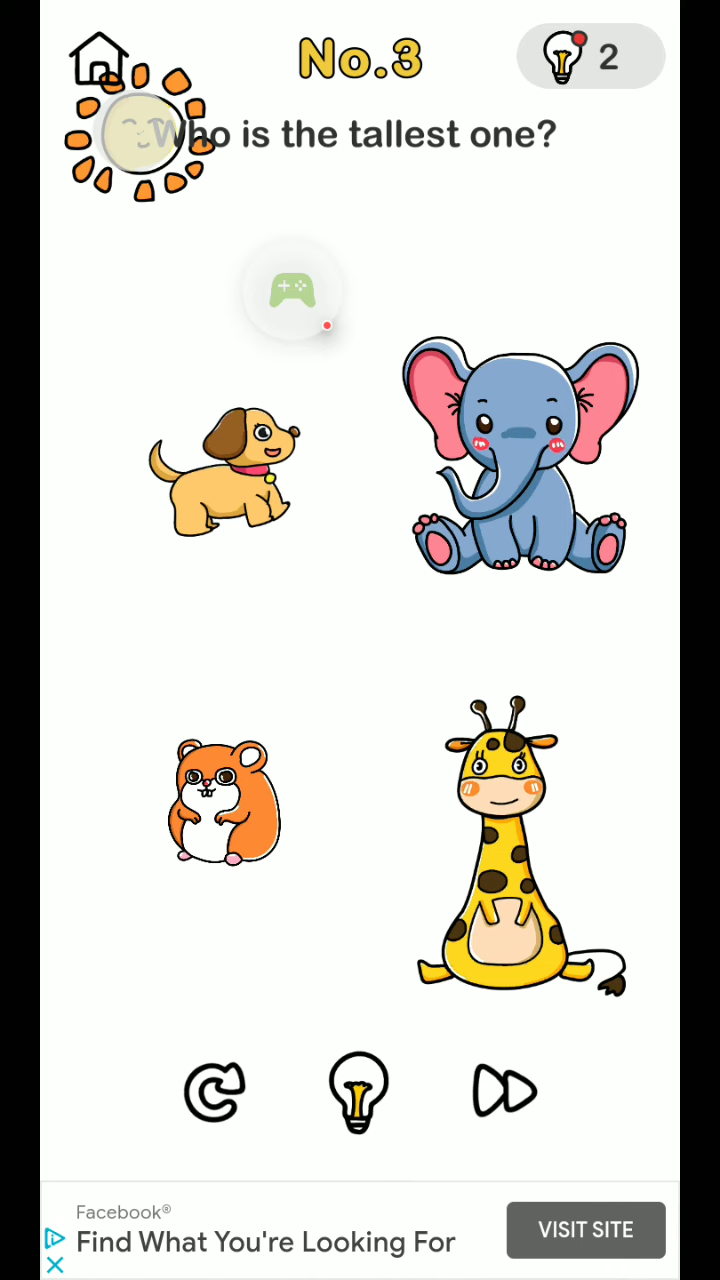 No.3
2
Who is the tallest one?
Facebook®
Find What You're Looking For
VISIT SITE